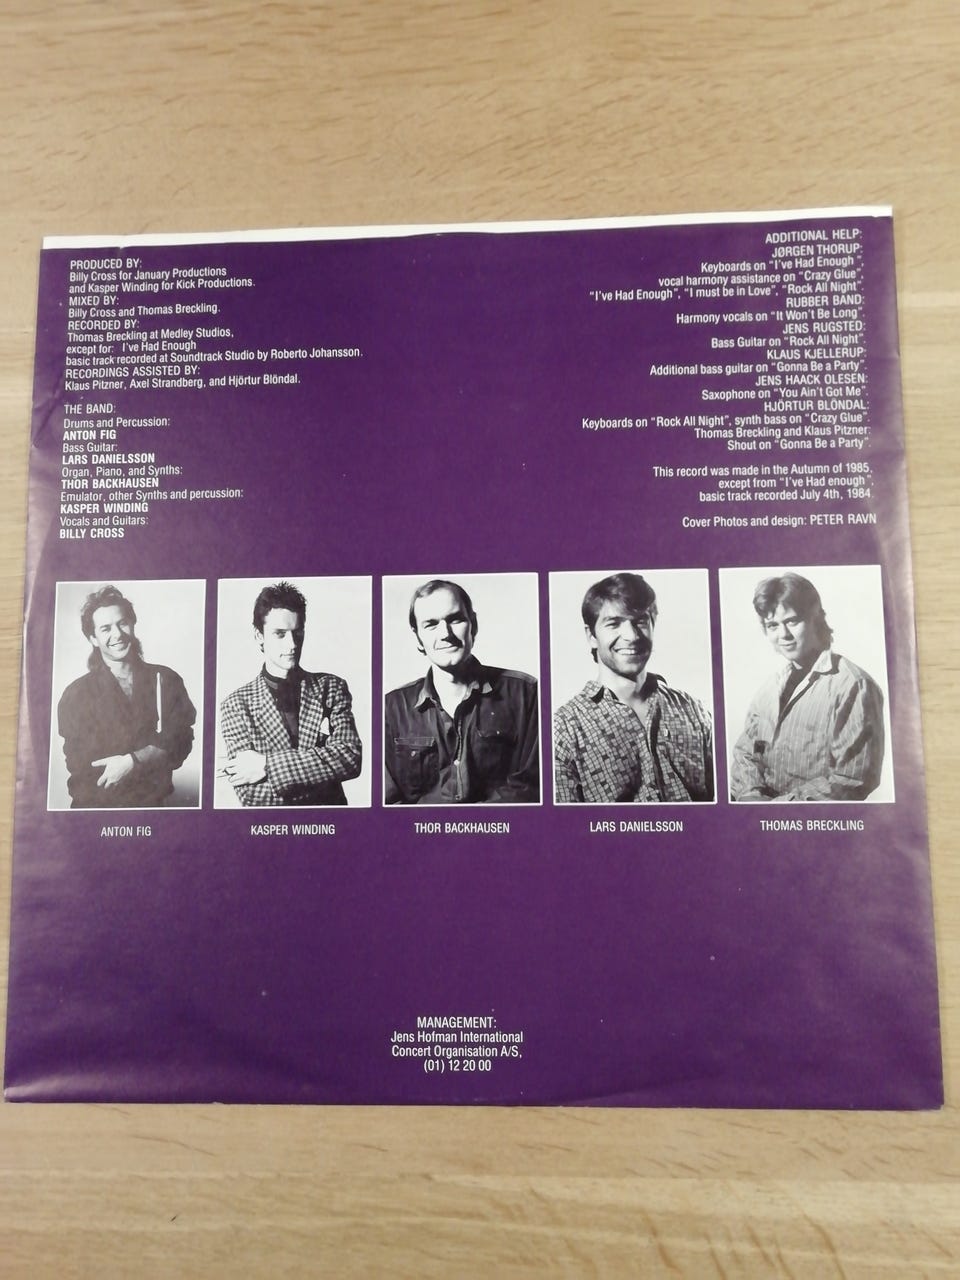 PRODUCED BY:
Billy Cross for January Productions
and Kasper Winding for Kick Productions.
MIXED BY:
Billy Cross and Thomas Breckling.
RECORDED BY:
Thomas Breckling at Medley Studios,
except for: I've Had Enough
basic track recorded at Soundtrack Studio by Roberto Johansson.
RECORDINGS ASSISTED BY:
Klaus Pitzner, Axel Strandberg, and Hjörtur Blöndal.
THE BAND:
Drums and Percussion:
ANTON FIG
Bass Guitar:
LARS DANIELSSON
Organ, Piano, and Synths:
THOR BACKHAUSEN
Emulator, other Synths and percussion:
KASPER WINDING
Vocals and Guitars:
BILLY CROSS
ADDITIONAL HELP:
JØRGEN THORUP:
Keyboards on "I've Had Enough",
vocal harmony assistance on "Crazy Glue",
"I've Had Enough", "I must be in Love", "Rock All Night".
RUBBER BAND:
Harmony vocals on "It Won't Be Long".
JENS RUGSTED:
Bass Guitar on "Rock All Night".
KLAUS KJELLERUP:
Additional bass guitar on "Gonna Be a Party".
JENS HAACK OLESEN:
Saxophone on "You Ain't Got Me".
HJÖRTUR BLÖNDAL:
Keyboards on "Rock All Night", synth bass on "Crazy Glue".
Thomas Breckling and Klaus Pitzner:
Shout on "Gonna Be a Party".
This record was made in the Autumn of 1985,
except from "I've Had enough",
basic track recorded July 4th, 1984.
Cover Photos and design: PETER RAVN
ANTON FIG
KASPER WINDING
THOR BACKHAUSEN
LARS DANIELSSON
THOMAS BRECKLING
MANAGEMENT:
Jens Hofman International
Concert Organisation A/S,
(01) 12 20 00